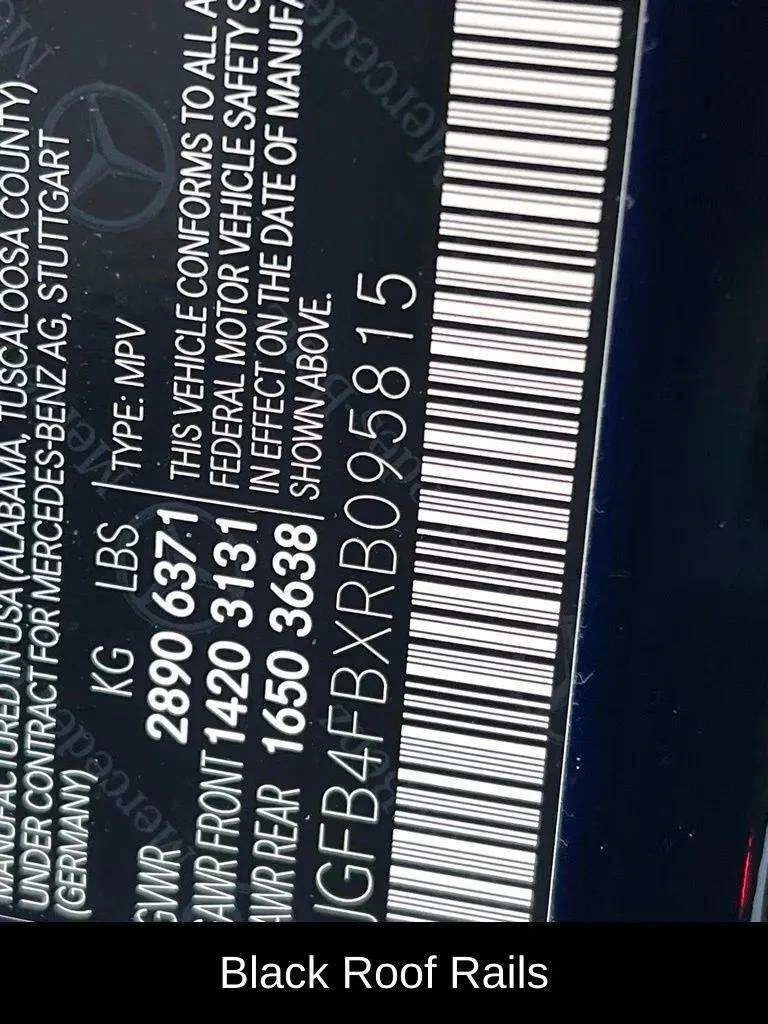 MANUFACTURED IN USA (ALABAMA, TUSCALOOSA COUNTY)
UNDER CONTRACT FOR MERCEDES-BENZ AG, STUTTGART
(GERMANY)
KG LBS TYPE: MPV
GVWR 2890 6371 THIS VEHICLE CONFORMS TO ALL A
GAWR FRONT 1420 3131 FEDERAL MOTOR VEHICLE SAFETY S
GAWR REAR 1650 3638 IN EFFECT ON THE DATE OF MANUFA
SHOWN ABOVE.
JGFB4FBXRB095815
Black Roof Rails